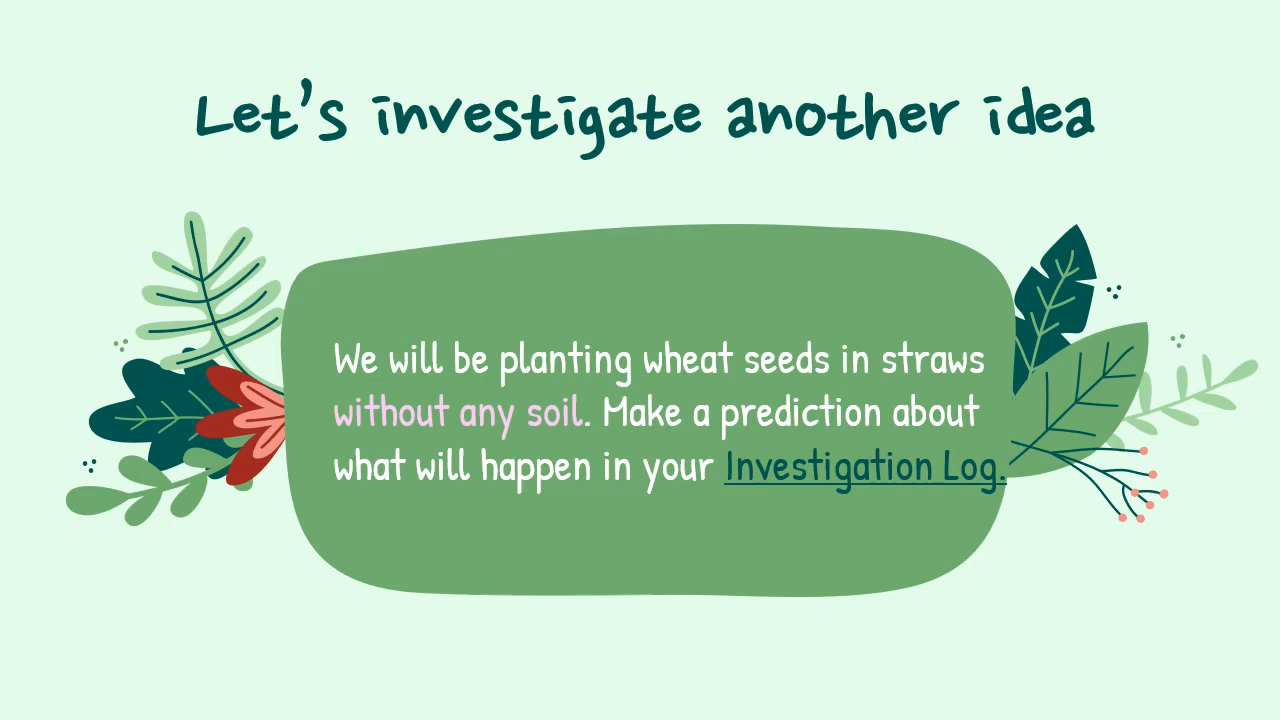 Let's investigate another idea
We will be planting wheat seeds in straws
without any soil. Make a prediction about
what will happen in your Investigation Log.